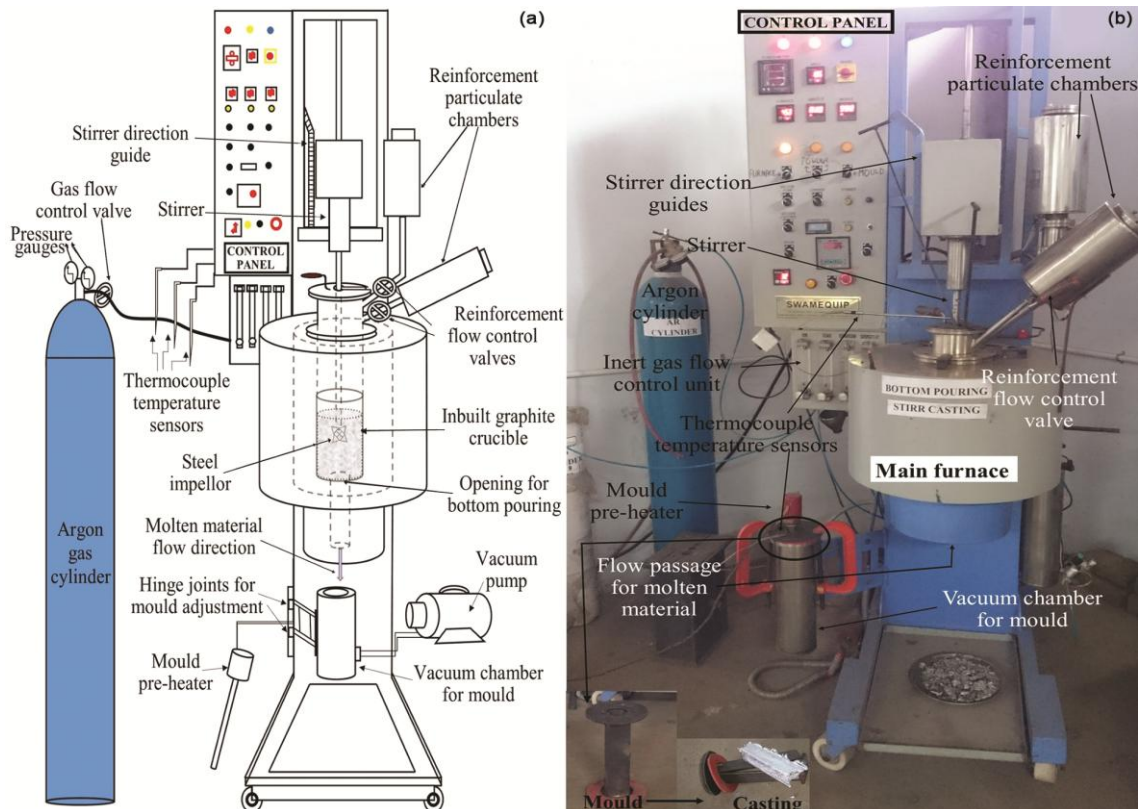 (a)
Reinforcement
particulate
chambers
Stirrer direction
guide
Gas flow
control valve
Stirrer
Pressure
gauges
CONTROL
PANEL
Reinforcement
flow control
valves
Thermocouple
temperature
sensors
Inbuilt graphite
crucible
Steel
impellor
Opening for
bottom pouring
Argon
gas
cylinder
Molten material
flow direction
Vacuum
pump
Hinge joints for
mould adjustment
Mould
pre-heater
Vacuum chamber
for mould
(b)
CONTROL PANEL
Reinforcement
particulate chambers
FURNACE
MOULD
Stirrer direction
guides
Stirrer
Argon
cylinder
AR
CYLINDER
SWAMEQUIP
Inert gas flow
control unit
BOTTOM POURING
STIRR CASTING
Reinforcement
flow control
valve
Thermocouple
temperature sensors
Main furnace
Mould
pre-heater
Flow passage
for molten
material
Vacuum chamber
for mould
Mould
Casting